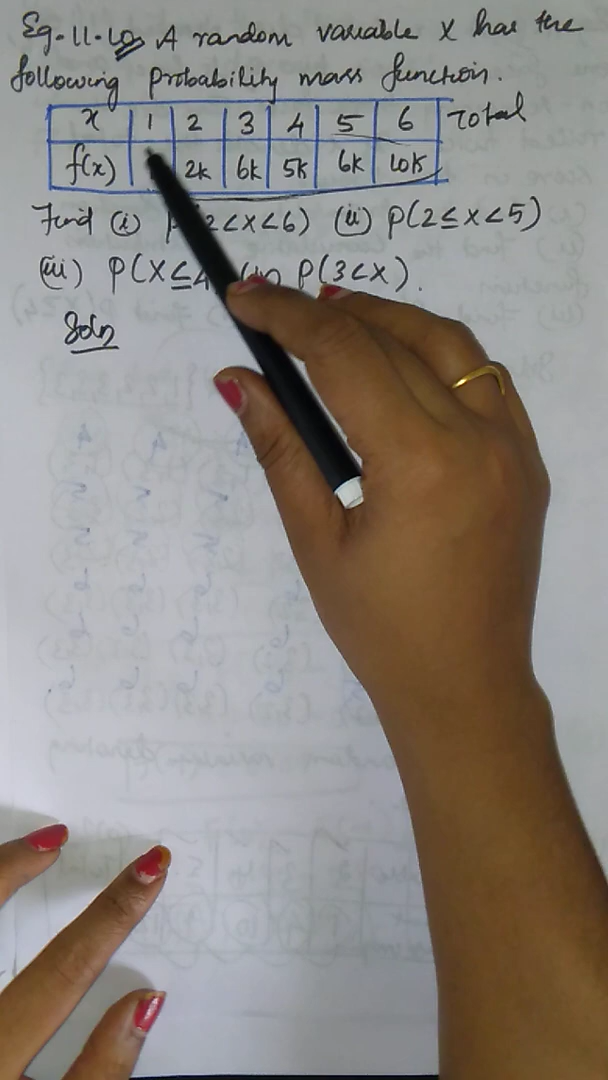 Eg-11.10 A random variable X has the
following Probability mass function.
x 1 2 3 4 5 6 Total
f(x) 2k 6k 5k 6k 10k
Find (i) P(2<x<6) (ii) P(2≤x<5)
(iii) P(X≤4 P(3<x).
Soln